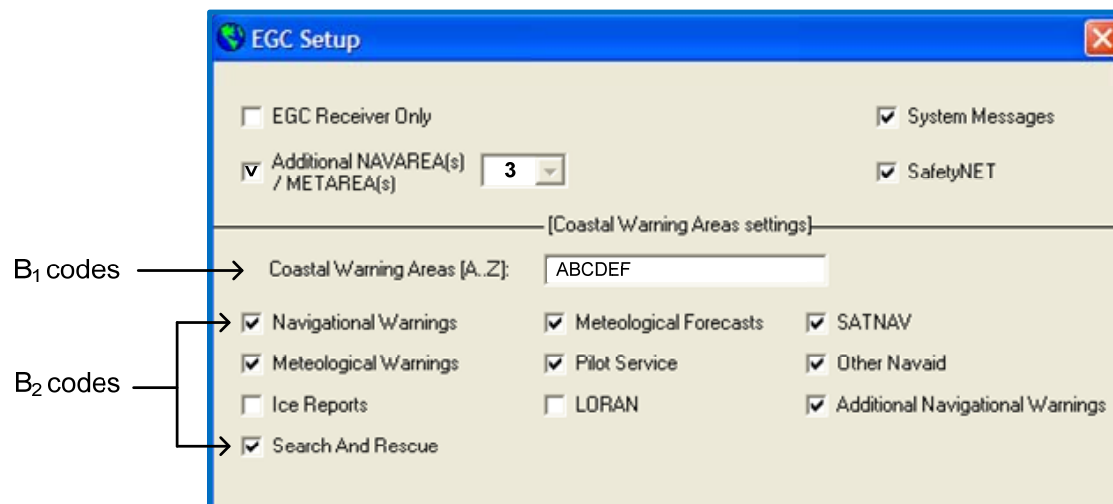 EGC Setup
EGC Receiver Only
System Messages
Additional NAVAREA(s)
/ METAREA(s)
3
SafetyNET
[Coastal Warning Areas settings]
B₁ codes
Coastal Warning Areas [A..Z]:
ABCDEF
Navigational Warnings
Meteological Forecasts
SATNAV
B₂ codes
Meteological Warnings
Pilot Service
Other Navaid
Ice Reports
LORAN
Additional Navigational Warnings
Search And Rescue